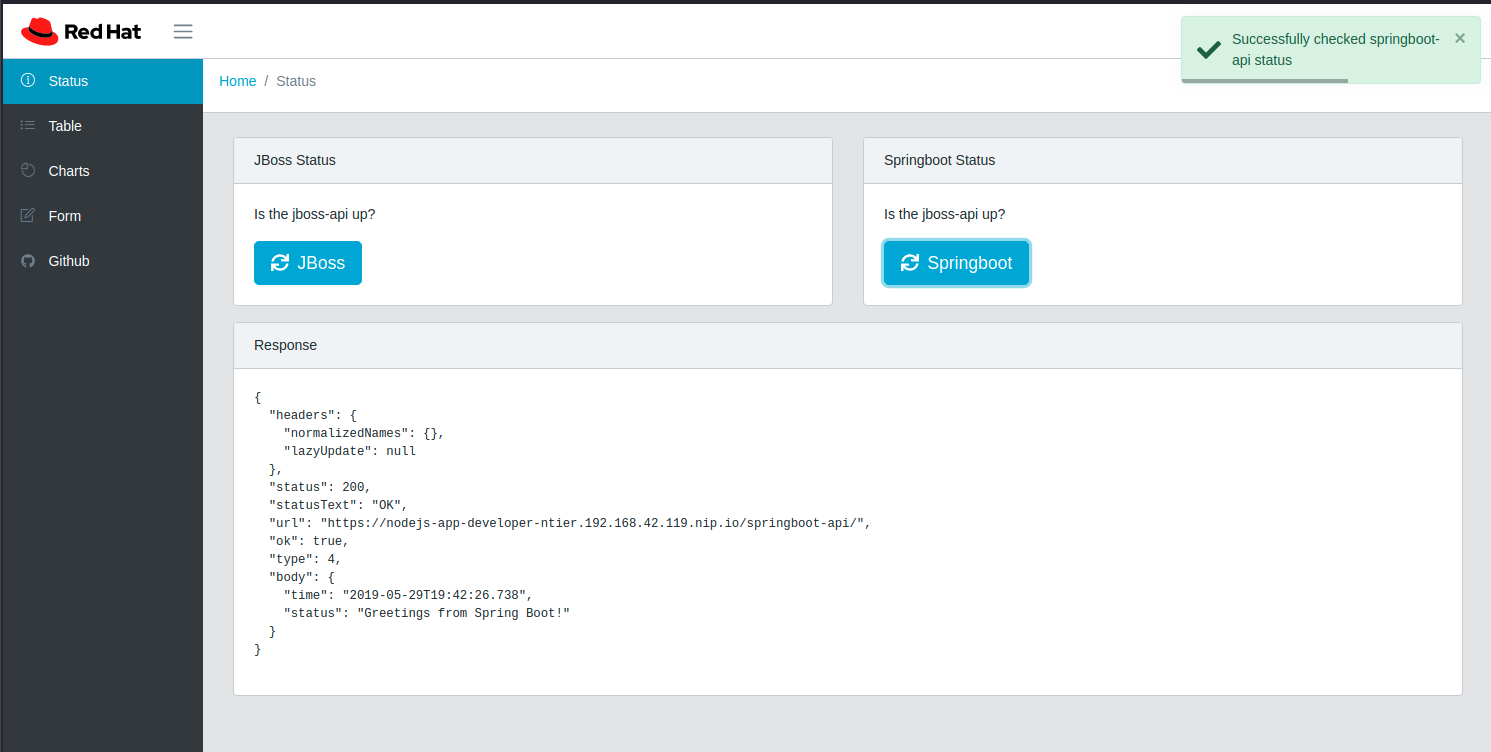 Red Hat
Successfully checked springboot-
api status
×
Status
Home / Status
Table
Charts
Form
Github
JBoss Status
Is the jboss-api up?
JBoss
Springboot Status
Is the jboss-api up?
Springboot
Response
{
  "headers": {
    "normalizedNames": {},
    "lazyUpdate": null
  },
  "status": 200,
  "statusText": "OK",
  "url": "https://nodejs-app-developer-ntier.192.168.42.119.nip.io/springboot-api/",
  "ok": true,
  "type": 4,
  "body": {
    "time": "2019-05-29T19:42:26.738",
    "status": "Greetings from Spring Boot!"
  }
}